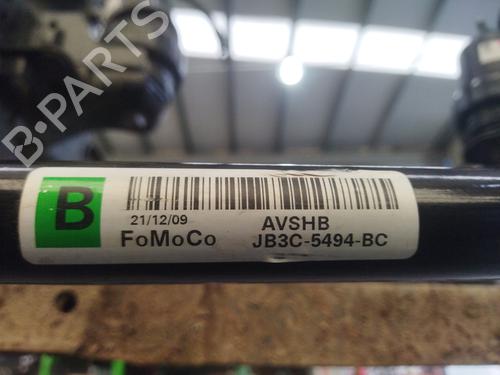 B-PARTS
B
21/12/09
AVSHB
FoMoCo
JB3C-5494-BC